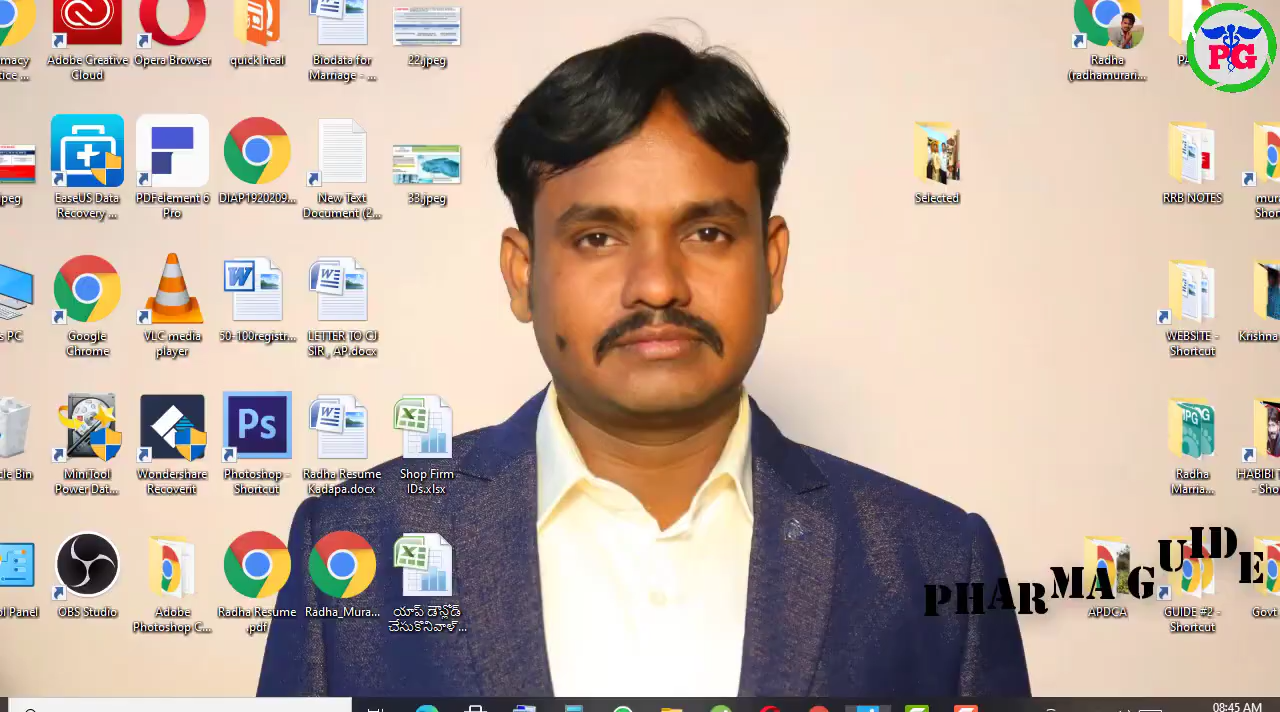 Adobe Creative
Cloud
Opera Browser
quick heal
Biodata for
Marriage - ...
22.jpeg
Radha
(radhamurari...
PG
EaseUS Data
Recovery ...
PDFelement 6
Pro
DIAP1920209...
New Text
Document (2...
33.jpeg
Selected
RRB NOTES
Google
Chrome
VLC media
player
50-100registr...
LETTER TO CJ
SIR,, AP.docx
WEBSITE -
Shortcut
Krishna
MiniTool
Power Dat...
Wondershare
Recoverit
Ps
Photoshop -
Shortcut
Radha Resume
Kadapa.docx
Shop Firm
IDs.xlsx
Radha
Marria...
OBS Studio
Adobe
Photoshop C...
Radha Resume
.pdf
Radha_Mura...
యాప్ డౌన్లోడ్
చేసుకొనివాళ్...
PHARMA GUIDE
APDCA
GUIDE #2 -
Shortcut
Govt
08:45 AM